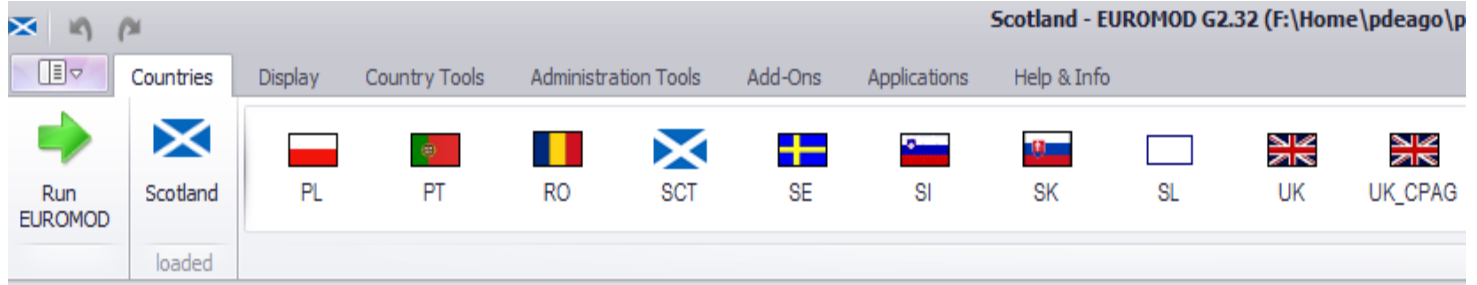 Scotland - EUROMOD G2.32 (F:\Home\pdeago\p
Countries Display Country Tools Administration Tools Add-Ons Applications Help & Info
Run EUROMOD
Scotland
PL PT RO SCT SE SI SK SL UK UK_CPAG
loaded